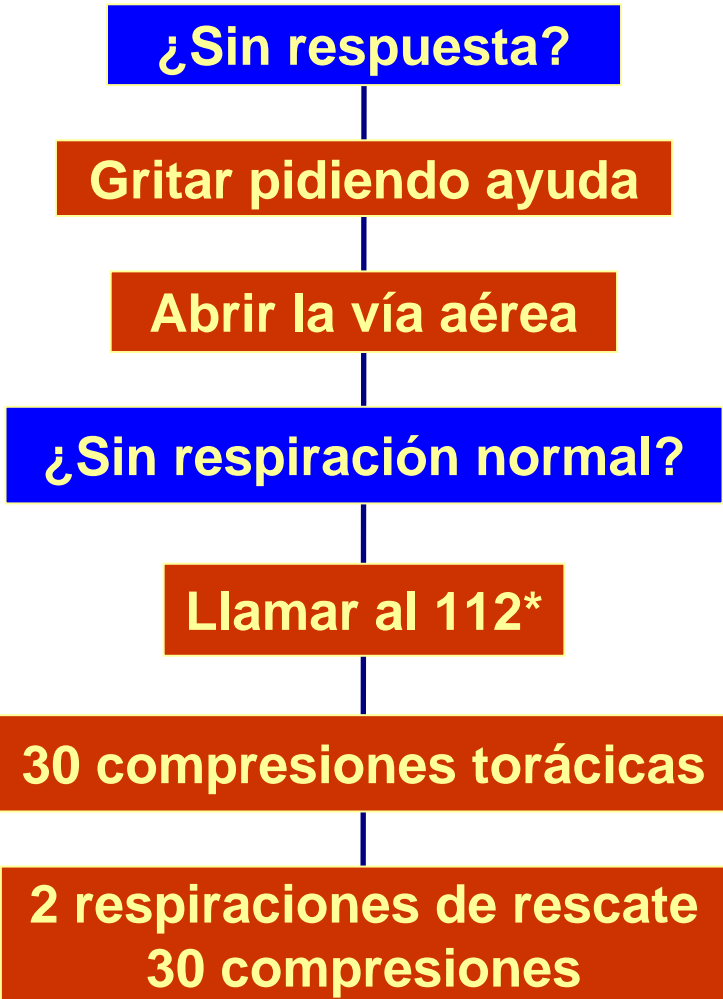 ¿Sin respuesta?
Gritar pidiendo ayuda
Abrir la vía aérea
¿Sin respiración normal?
Llamar al 112*
30 compresiones torácicas
2 respiraciones de rescate
30 compresiones